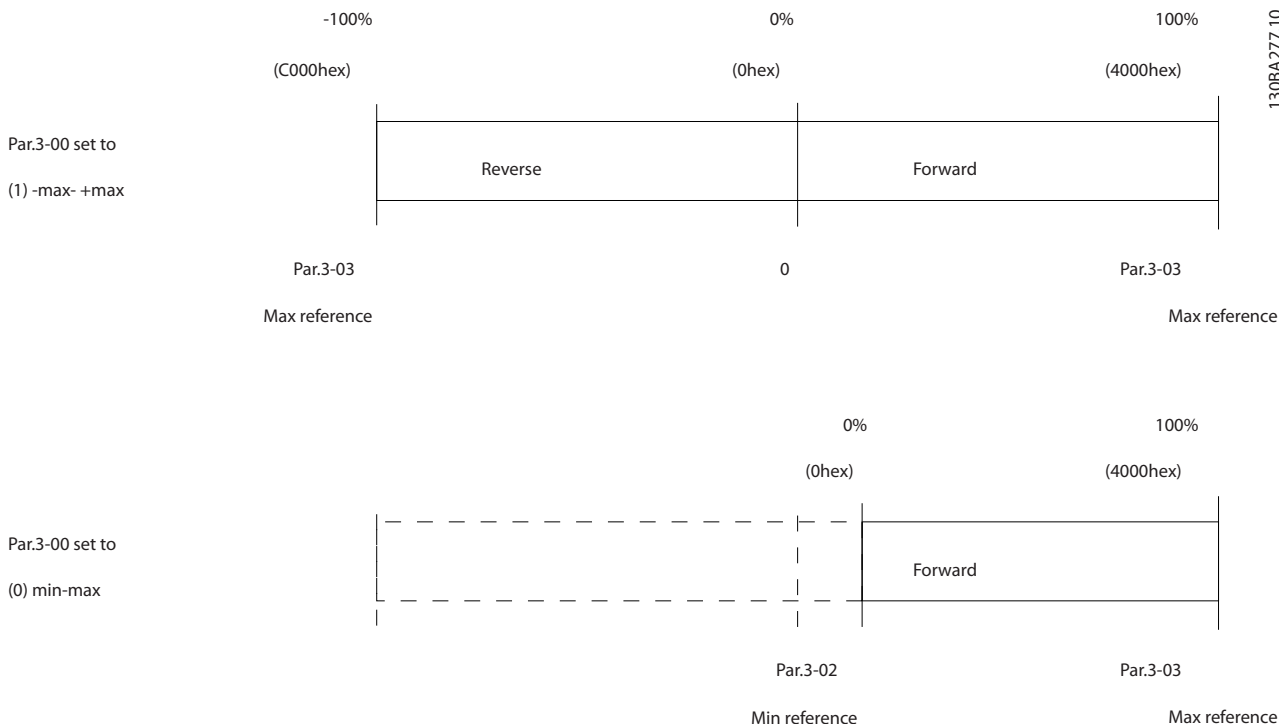 -100% 0% 100%
(C000hex) (0hex) (4000hex)
130BA277.10
Par.3-00 set to
(1) -max- +max
Reverse Forward
Par.3-03 0 Par.3-03
Max reference Max reference
0% 100%
(0hex) (4000hex)
Par.3-00 set to
(0) min-max
Forward
Par.3-02 Par.3-03
Min reference Max reference